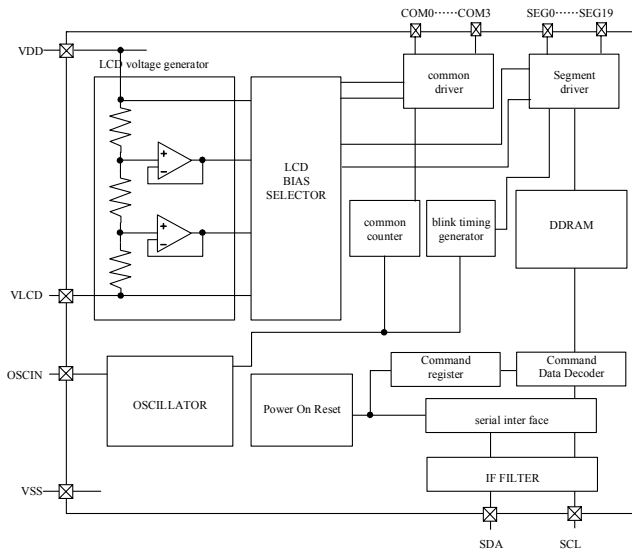 COM0······COM3 SEG0······SEG19
VDD
LCD voltage generator
common
driver
Segment
driver
LCD
BIAS
SELECTOR
common
counter
blink timing
generator
DDRAM
VLCD
OSCIN
OSCILLATOR
Power On Reset
Command
register
Command
Data Decoder
serial inter face
IF FILTER
VSS
SDA SCL